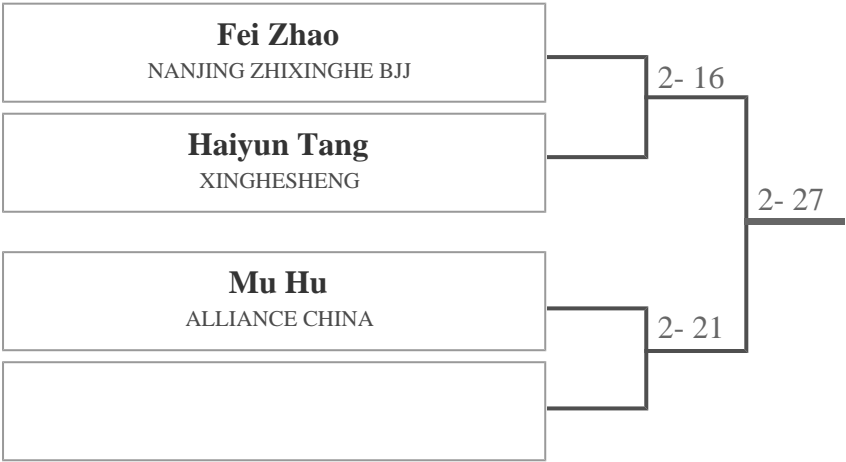 Fei Zhao
NANJING ZHIXINGHE BJJ
2- 16
Haiyun Tang
XINGHESHENG
2- 27
Mu Hu
ALLIANCE CHINA
2- 21